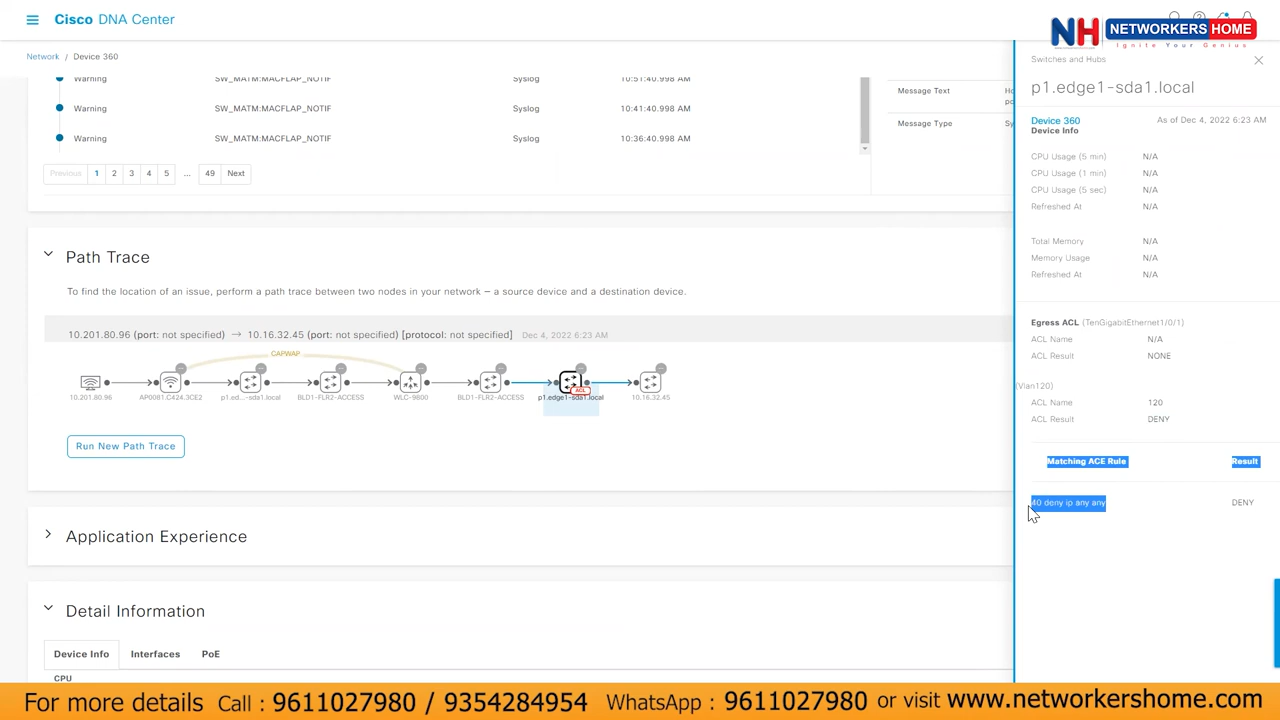 Cisco DNA Center
NH NETWORKERS HOME
Ignite Your Genius
Network / Device 360
Warning SW_MATM:MACFLAP_NOTIF Syslog 10:51:40.998 AM
Warning SW_MATM:MACFLAP_NOTIF Syslog 10:41:40.998 AM
Warning SW_MATM:MACFLAP_NOTIF Syslog 10:36:40.998 AM
Previous 1 2 3 4 5 ... 49 Next
Message Text
Message Type
Path Trace
To find the location of an issue, perform a path trace between two nodes in your network – a source device and a destination device.
10.201.80.96 (port: not specified) → 10.16.32.45 (port: not specified) [protocol: not specified] Dec 4, 2022 6:23 AM
CAPWAP
ACL
10.201.80.96 AP0081.C424.3CE2 p1.ed...-sda1.local BLD1-FLR2-ACCESS WLC-9800 BLD1-FLR2-ACCESS p1.edge1-sda1.local 10.16.32.45
Run New Path Trace
Application Experience
Detail Information
Device Info Interfaces PoE
CPU
Switches and Hubs
p1.edge1-sda1.local
Device 360 As of Dec 4, 2022 6:23 AM
Device Info
CPU Usage (5 min) N/A
CPU Usage (1 min) N/A
CPU Usage (5 sec) N/A
Refreshed At N/A
Total Memory N/A
Memory Usage N/A
Refreshed At N/A
Egress ACL (TenGigabitEthernet1/0/1)
ACL Name N/A
ACL Result NONE
(Vlan120)
ACL Name 120
ACL Result DENY
Matching ACE Rule Result
40 deny ip any any DENY
For more details Call : 9611027980 / 9354284954 WhatsApp : 9611027980 or visit www.networkershome.com